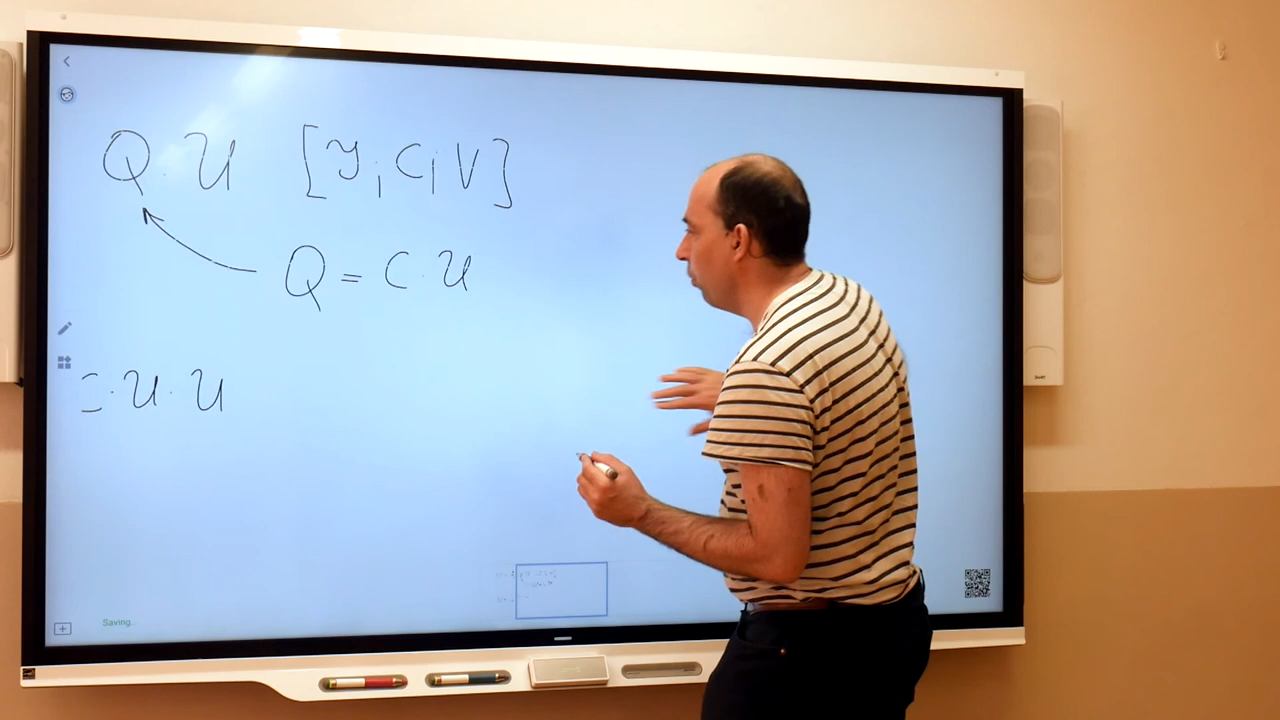 Q · U [J; C; V]
Q = C · U
· U · U
Saving...